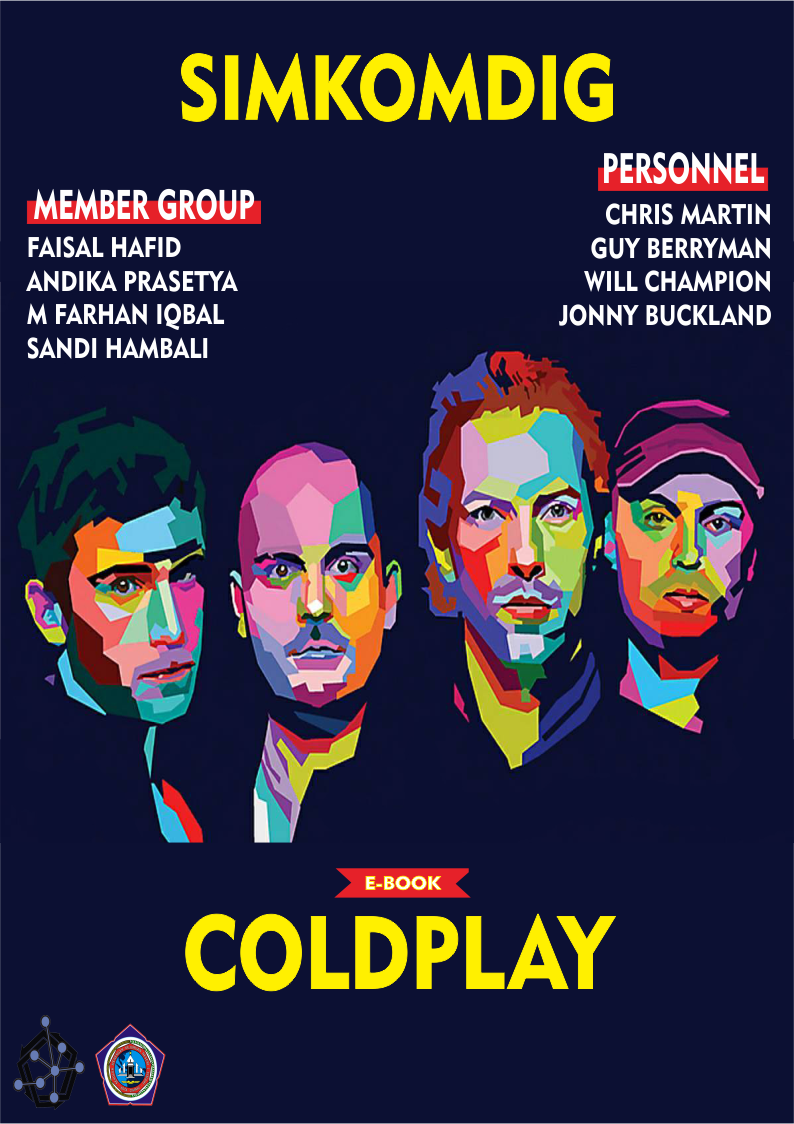 SIMKOMDIG
MEMBER GROUP
FAISAL HAFID
ANDIKA PRASETYA
M FARHAN IQBAL
SANDI HAMBALI
PERSONNEL
CHRIS MARTIN
GUY BERRYMAN
WILL CHAMPION
JONNY BUCKLAND
E-BOOK
COLDPLAY